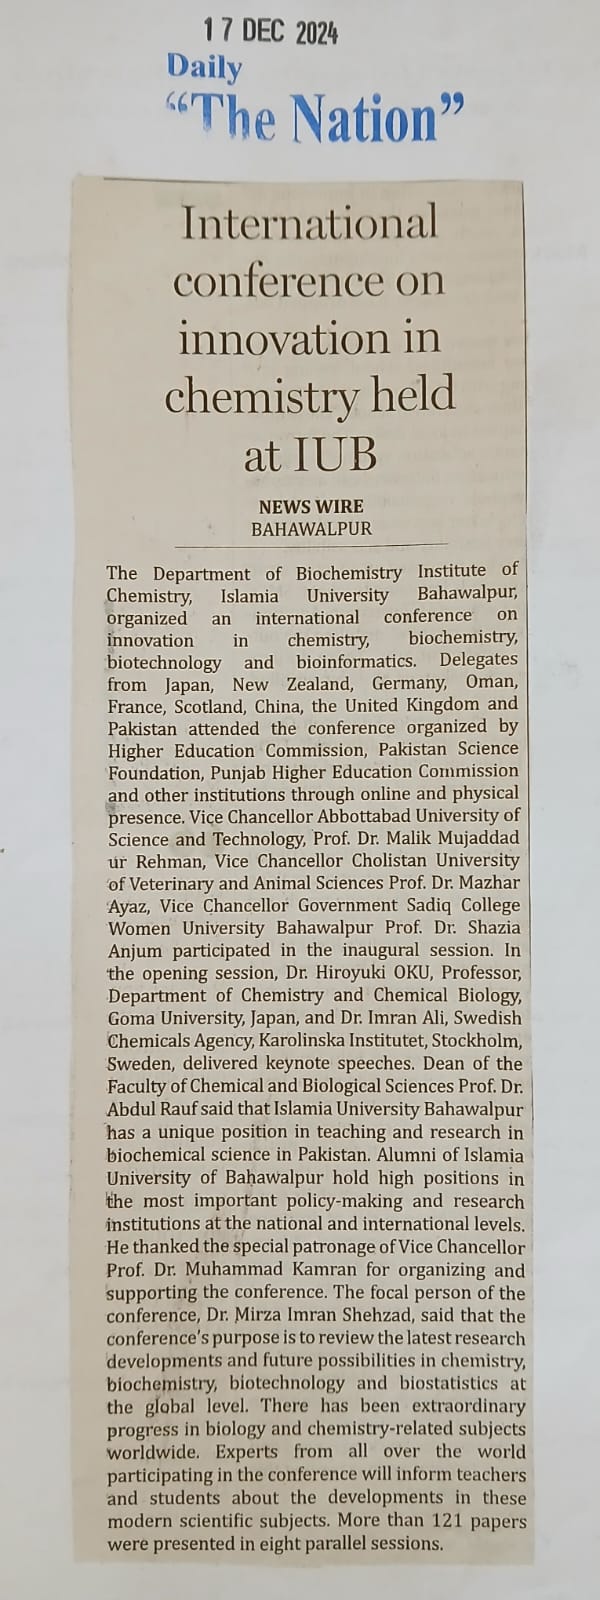 17 DEC 2024
Daily
“The Nation”
International
conference on
innovation in
chemistry held
at IUB
NEWS WIRE
BAHAWALPUR
The Department of Biochemistry Institute of
Chemistry, Islamia University Bahawalpur,
organized an international conference on
innovation in chemistry, biochemistry,
biotechnology and bioinformatics. Delegates
from Japan, New Zealand, Germany, Oman,
France, Scotland, China, the United Kingdom and
Pakistan attended the conference organized by
Higher Education Commission, Pakistan Science
Foundation, Punjab Higher Education Commission
and other institutions through online and physical
presence. Vice Chancellor Abbottabad University of
Science and Technology, Prof. Dr. Malik Mujaddad
ur Rehman, Vice Chancellor Cholistan University
of Veterinary and Animal Sciences Prof. Dr. Mazhar
Ayaz, Vice Chancellor Government Sadiq College
Women University Bahawalpur Prof. Dr. Shazia
Anjum participated in the inaugural session. In
the opening session, Dr. Hiroyuki OKU, Professor,
Department of Chemistry and Chemical Biology,
Goma University, Japan, and Dr. Imran Ali, Swedish
Chemicals Agency, Karolinska Institutet, Stockholm,
Sweden, delivered keynote speeches. Dean of the
Faculty of Chemical and Biological Sciences Prof. Dr.
Abdul Rauf said that Islamia University Bahawalpur
has a unique position in teaching and research in
biochemical science in Pakistan. Alumni of Islamia
University of Bahawalpur hold high positions in
the most important policy-making and research
institutions at the national and international levels.
He thanked the special patronage of Vice Chancellor
Prof. Dr. Muhammad Kamran for organizing and
supporting the conference. The focal person of the
conference, Dr. Mirza Imran Shehzad, said that the
conference's purpose is to review the latest research
developments and future possibilities in chemistry,
biochemistry, biotechnology and biostatistics at
the global level. There has been extraordinary
progress in biology and chemistry-related subjects
worldwide. Experts from all over the world
participating in the conference will inform teachers
and students about the developments in these
modern scientific subjects. More than 121 papers
were presented in eight parallel sessions.